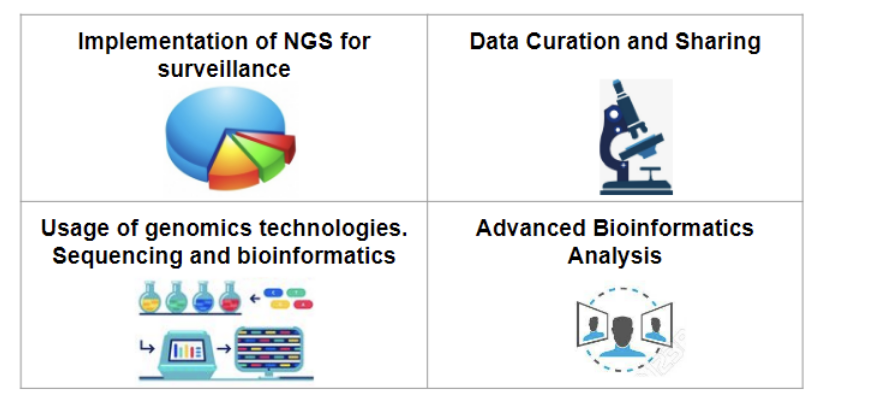 Implementation of NGS for
surveillance
Data Curation and Sharing
Usage of genomics technologies.
Sequencing and bioinformatics
Advanced Bioinformatics
Analysis